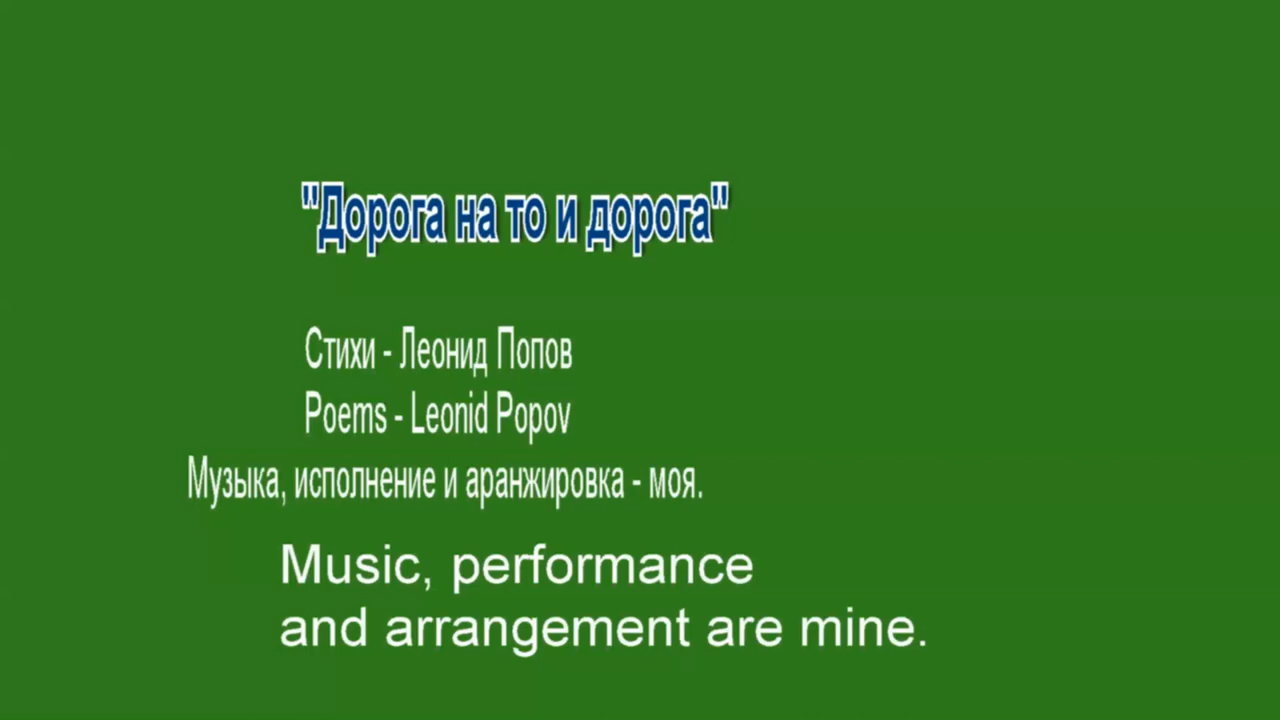 "Дорога на то и дорога"
Стихи - Леонид Попов
Poems - Leonid Popov
Музыка, исполнение и аранжировка - моя.
Music, performance
and arrangement are mine.